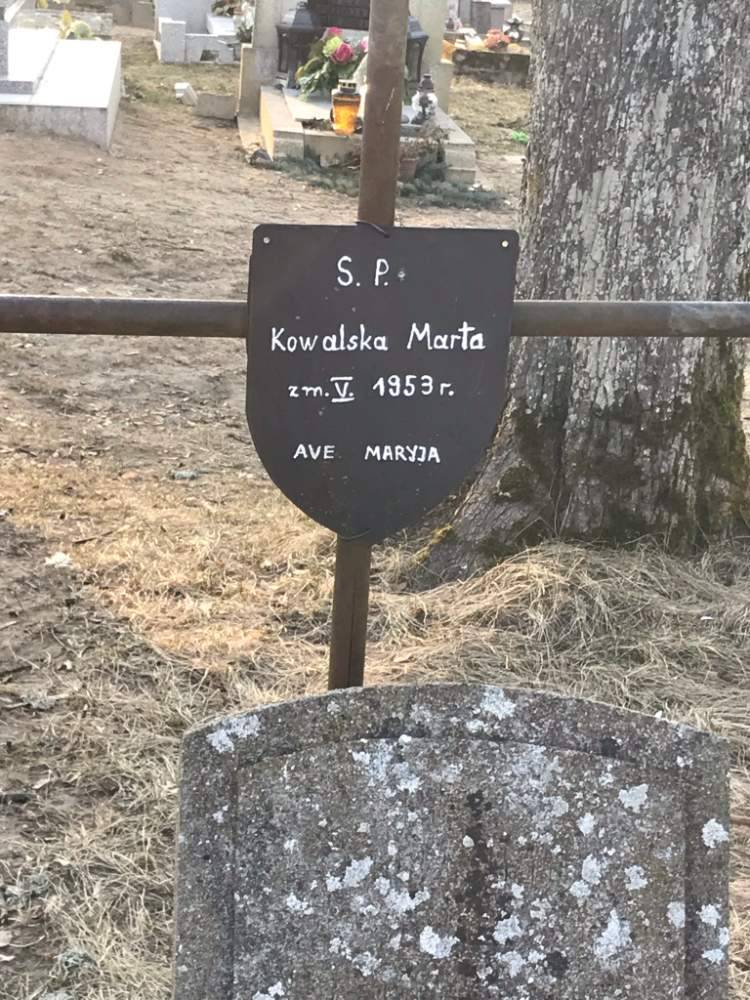 S. P.
Kowalska Marta
zm. V. 1953 r.
AVE MARYJA